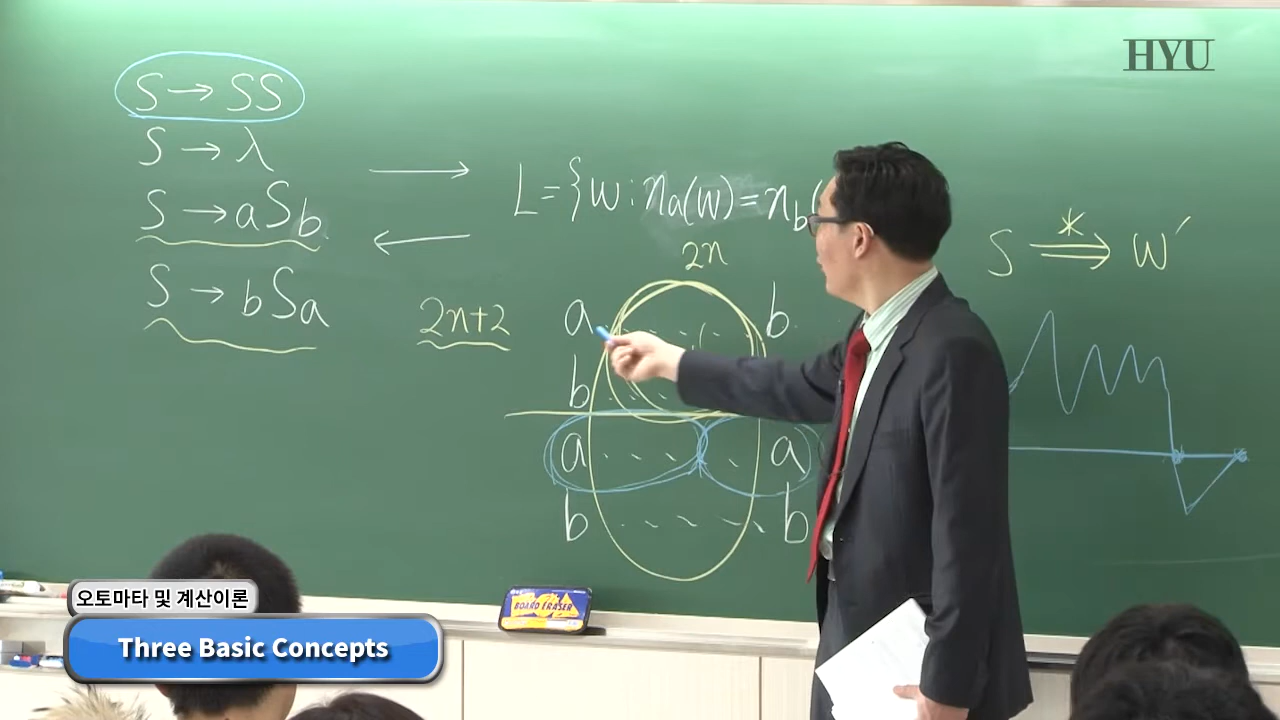 HYU
S → SS
S → λ
S → aSb
S → bSa
L = {w : na(w) = nb(
2n
2n+2
a b
b
a a
b b
S *⇒ w′
BOARD ERASER
오토마타 및 계산이론
Three Basic Concepts